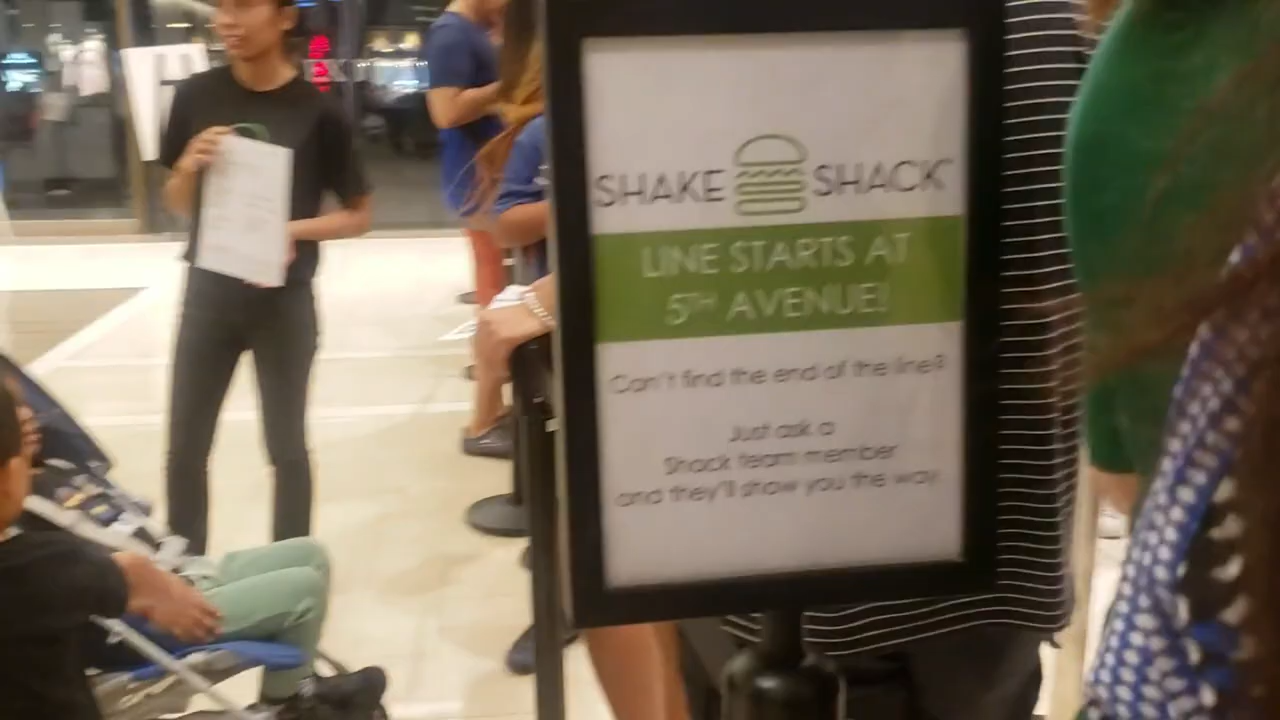 SHAKE SHACK
LINE STARTS AT
5TH AVENUE!
Can't find the end of the line?
Just ask a
Shack team member
and they'll show you the way.